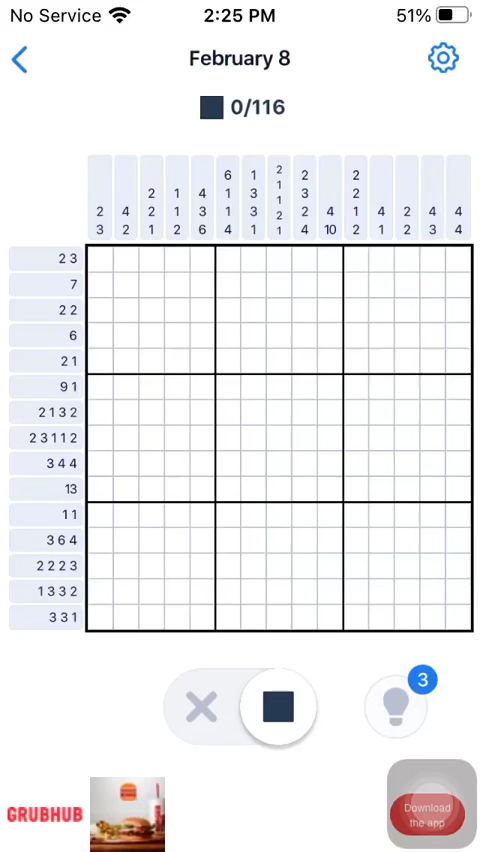 No Service 2:25 PM 51%
February 8
0/116
2 3
4 2
2 2 1
1 1 2
4 3 6
6 1 1 4
1 3 3 1
2 1 1 2 1
2 3 2 4
4 10
2 2 1 2
4 1
2 2
4 3
4 4
2 3
7
2 2
6
2 1
9 1
2 1 3 2
2 3 1 1 2
3 4 4
13
1 1
3 6 4
2 2 2 3
1 3 3 2
3 3 1
3
GRUBHUB
Download
the app